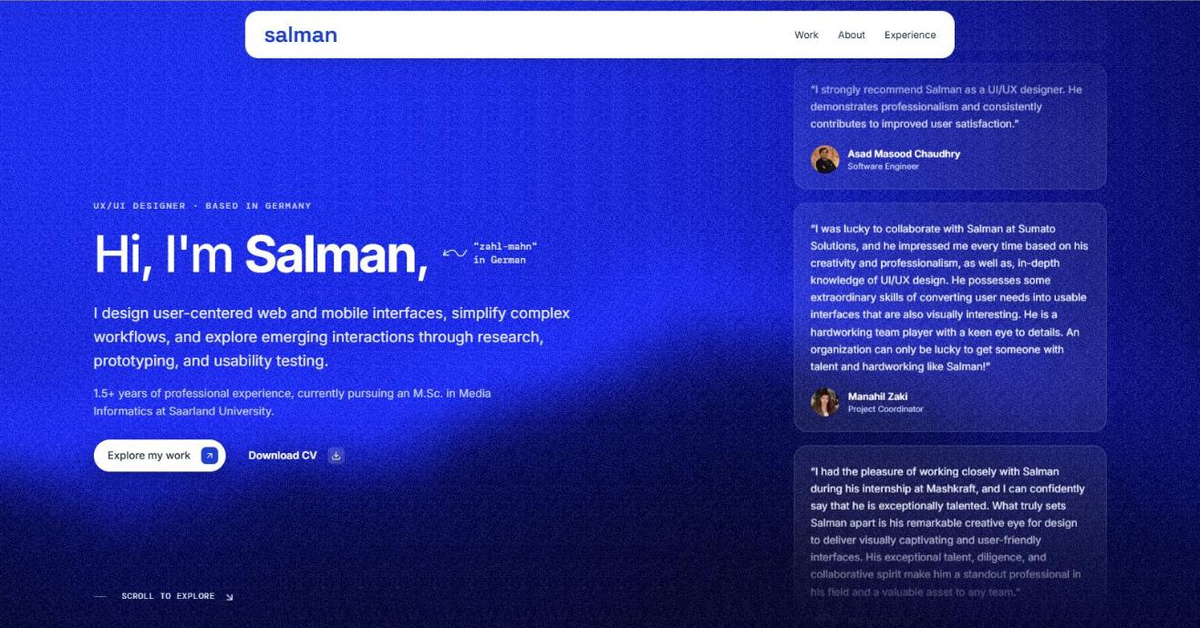 salman
Work
About
Experience
UX/UI DESIGNER · BASED IN GERMANY
Hi, I'm Salman,
"zahl-mahn"
in German
I design user-centered web and mobile interfaces, simplify complex
workflows, and explore emerging interactions through research,
prototyping, and usability testing.
1.5+ years of professional experience, currently pursuing an M.Sc. in Media
Informatics at Saarland University.
Explore my work
Download CV
SCROLL TO EXPLORE
"I strongly recommend Salman as a UI/UX designer. He
demonstrates professionalism and consistently
contributes to improved user satisfaction."
Asad Masood Chaudhry
Software Engineer
"I was lucky to collaborate with Salman at Sumato
Solutions, and he impressed me every time based on his
creativity and professionalism, as well as, in-depth
knowledge of UI/UX design. He possesses some
extraordinary skills of converting user needs into usable
interfaces that are also visually interesting. He is a
hardworking team player with a keen eye to details. An
organization can only be lucky to get someone with
talent and hardworking like Salman!"
Manahil Zaki
Project Coordinator
"I had the pleasure of working closely with Salman
during his internship at Mashkraft, and I can confidently
say that he is exceptionally talented. What truly sets
Salman apart is his remarkable creative eye for design
to deliver visually captivating and user-friendly
interfaces. His exceptional talent, diligence, and
collaborative spirit make him a standout professional in
his field and a valuable asset to any team."